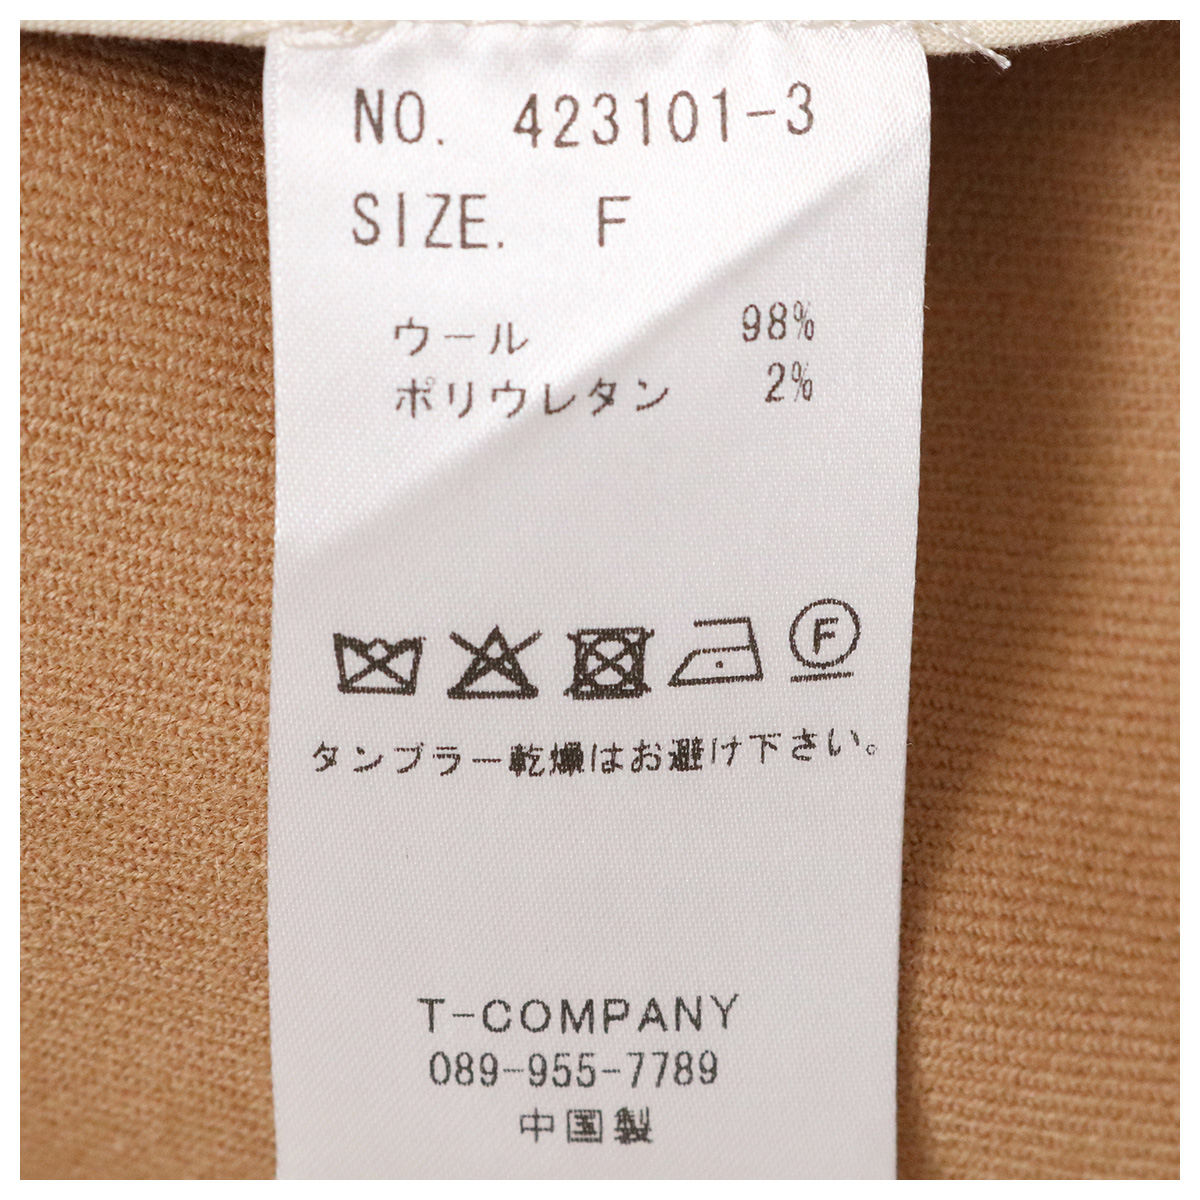 NO. 423101-3
SIZE. F
ウール 98%
ポリウレタン 2%
F
タンブラー乾燥はお避け下さい。
T-COMPANY
089-955-7789
中国製